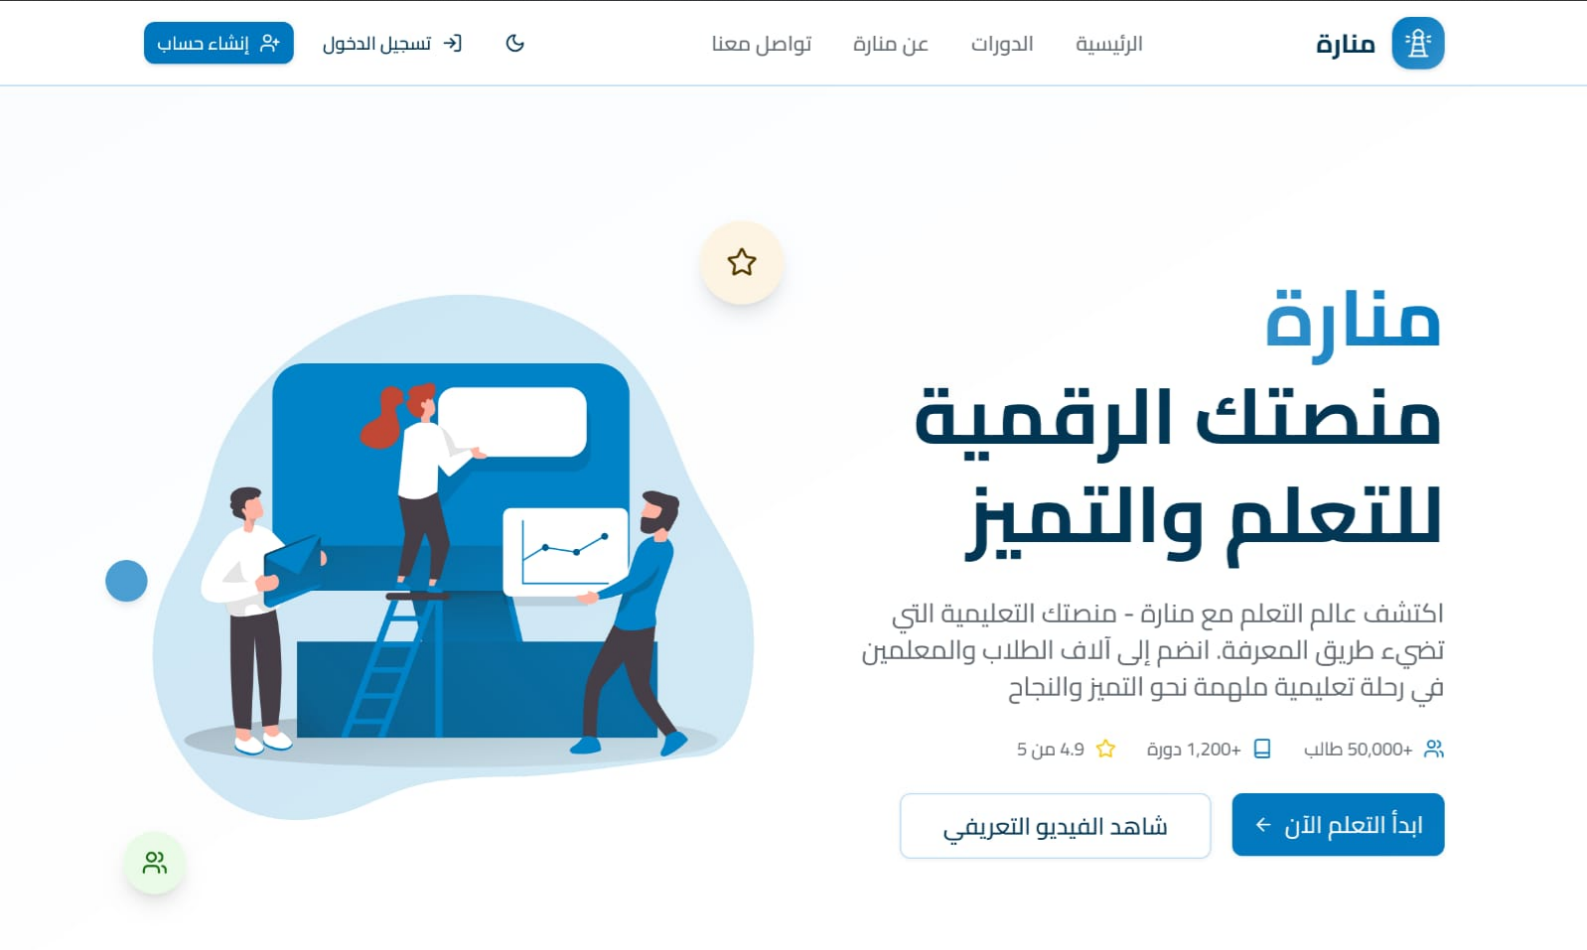 منارة
الرئيسية
الدورات
عن منارة
تواصل معنا
تسجيل الدخول
إنشاء حساب
منارة
منصتك الرقمية
للتعلم والتميز
اكتشف عالم التعلم مع منارة - منصتك التعليمية التي
تضيء طريق المعرفة. انضم إلى آلاف الطلاب والمعلمين
في رحلة تعليمية ملهمة نحو التميز والنجاح
+50,000 طالب
+1,200 دورة
4.9 من 5
ابدأ التعلم الآن
شاهد الفيديو التعريفي